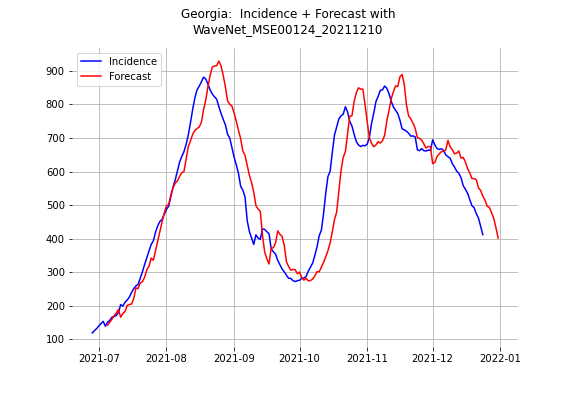 Georgia:  Incidence + Forecast with
WaveNet_MSE00124_20211210
Incidence
Forecast
900
800
700
600
500
400
300
200
100
2021-07 2021-08 2021-09 2021-10 2021-11 2021-12 2022-01